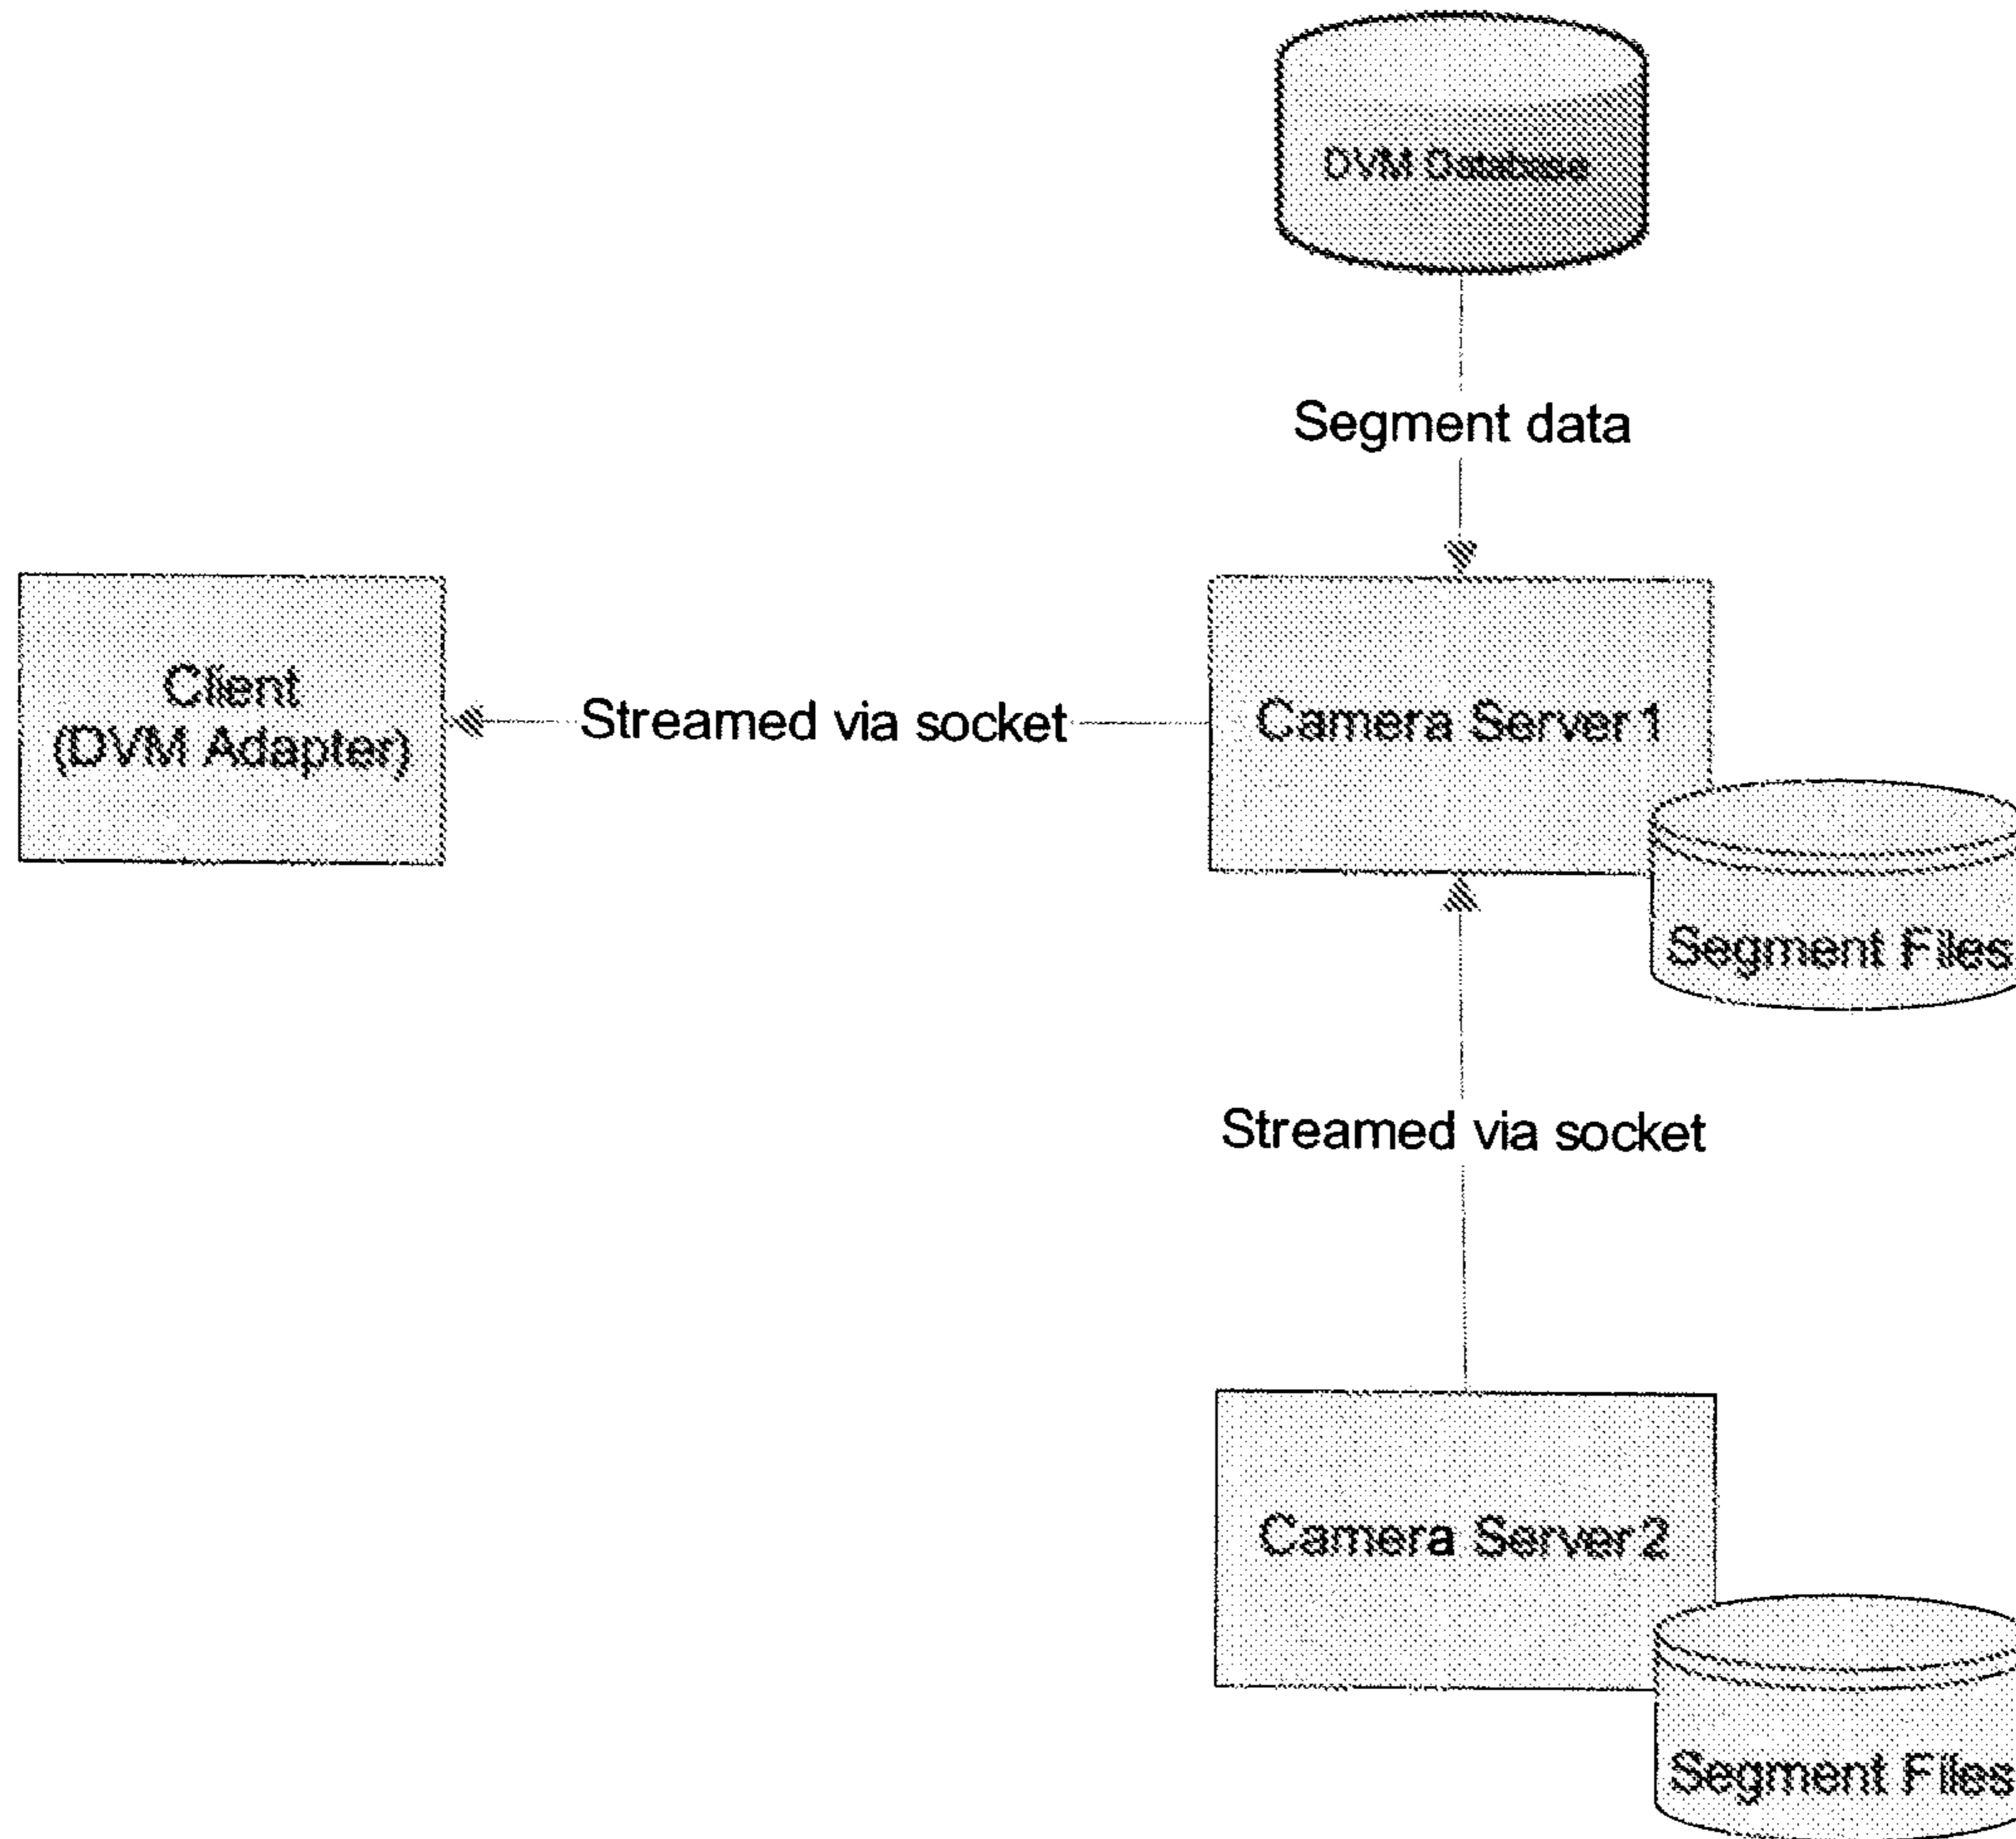 DVM Database
Segment data
Client
(DVM Adapter)
Streamed via socket
Camera Server 1
Segment Files
Streamed via socket
Camera Server 2
Segment Files